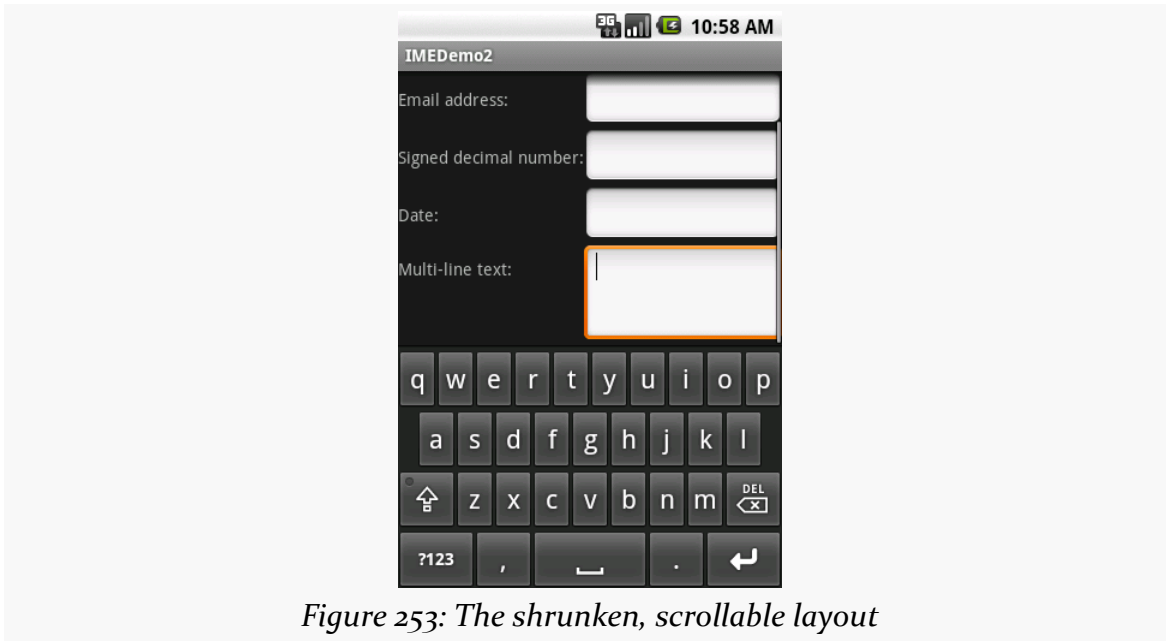 3G 10:58 AM
IMEDemo2
Email address:
Signed decimal number:
Date:
Multi-line text:
q w e r t y u i o p
a s d f g h j k l
z x c v b n m DEL
?123 , .
Figure 253: The shrunken, scrollable layout